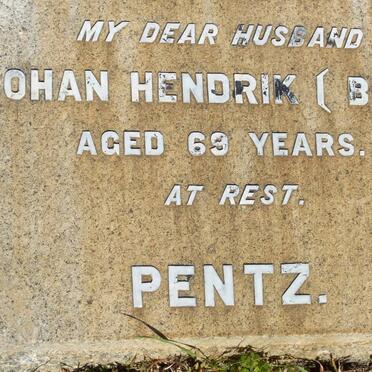 MY DEAR HUSBAND
OHAN HENDRIK (B
AGED 69 YEARS.
AT REST.
PENTZ.